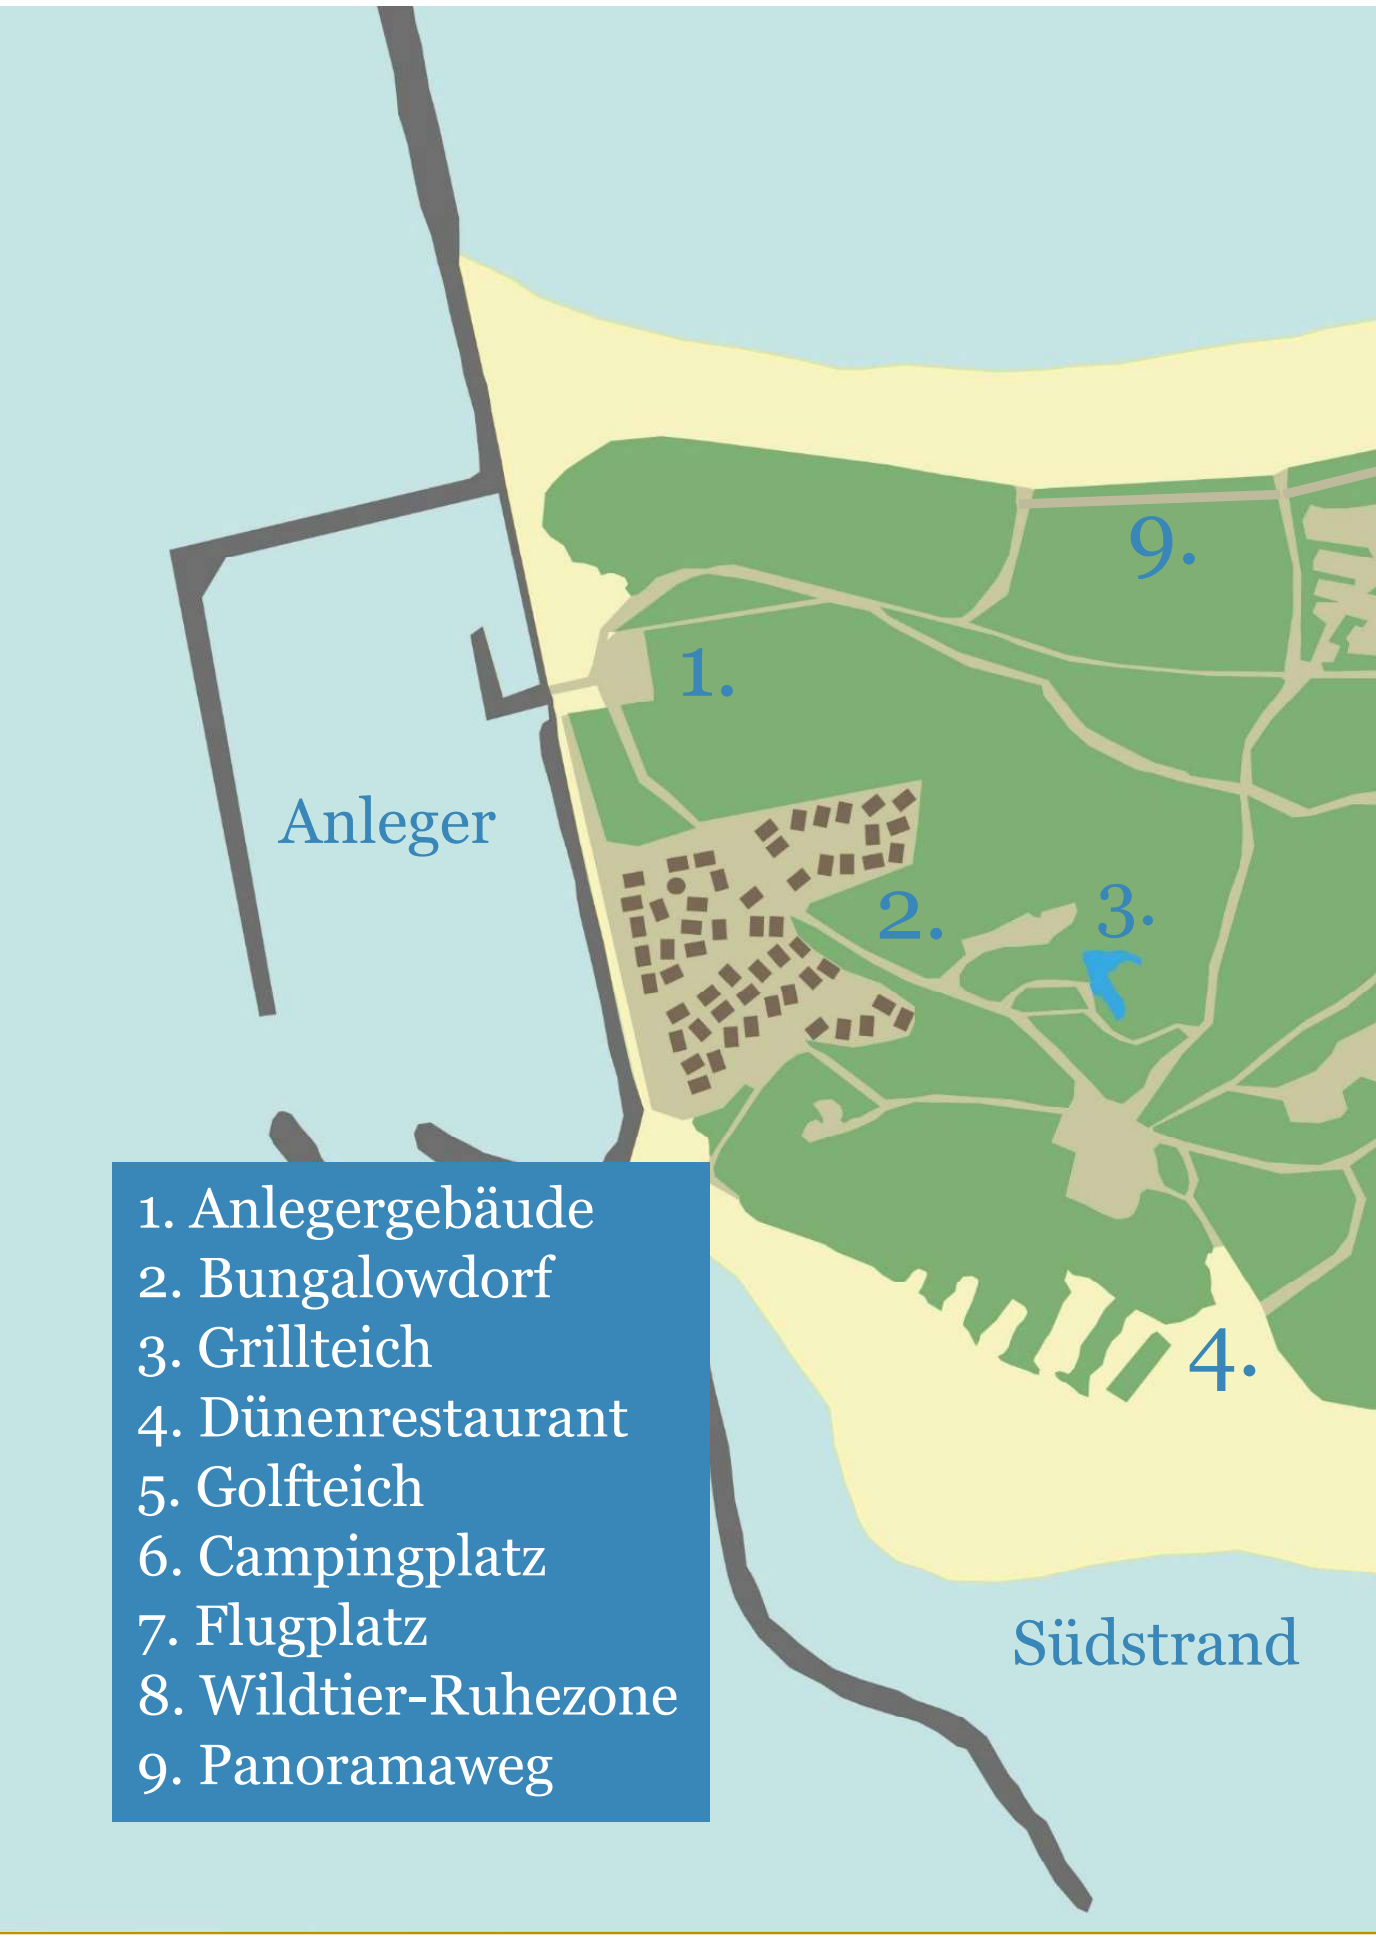 9.
1.
Anleger
2.
3.
4.
1. Anlegergebäude
2. Bungalowdorf
3. Grillteich
4. Dünenrestaurant
5. Golfteich
6. Campingplatz
7. Flugplatz
8. Wildtier-Ruhezone
9. Panoramaweg
Südstrand